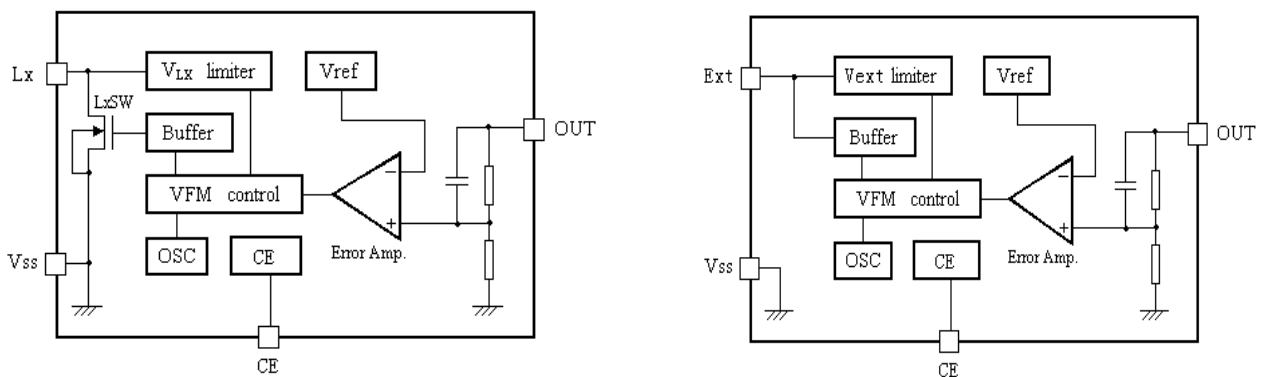 Lx
VLX limiter
Vref
LxSW
Buffer
OUT
−
VFM control
+
Error Amp.
Vss
OSC
CE
CE
Ext
Vext limiter
Vref
Buffer
OUT
−
VFM control
+
Error Amp.
Vss
OSC
CE
CE